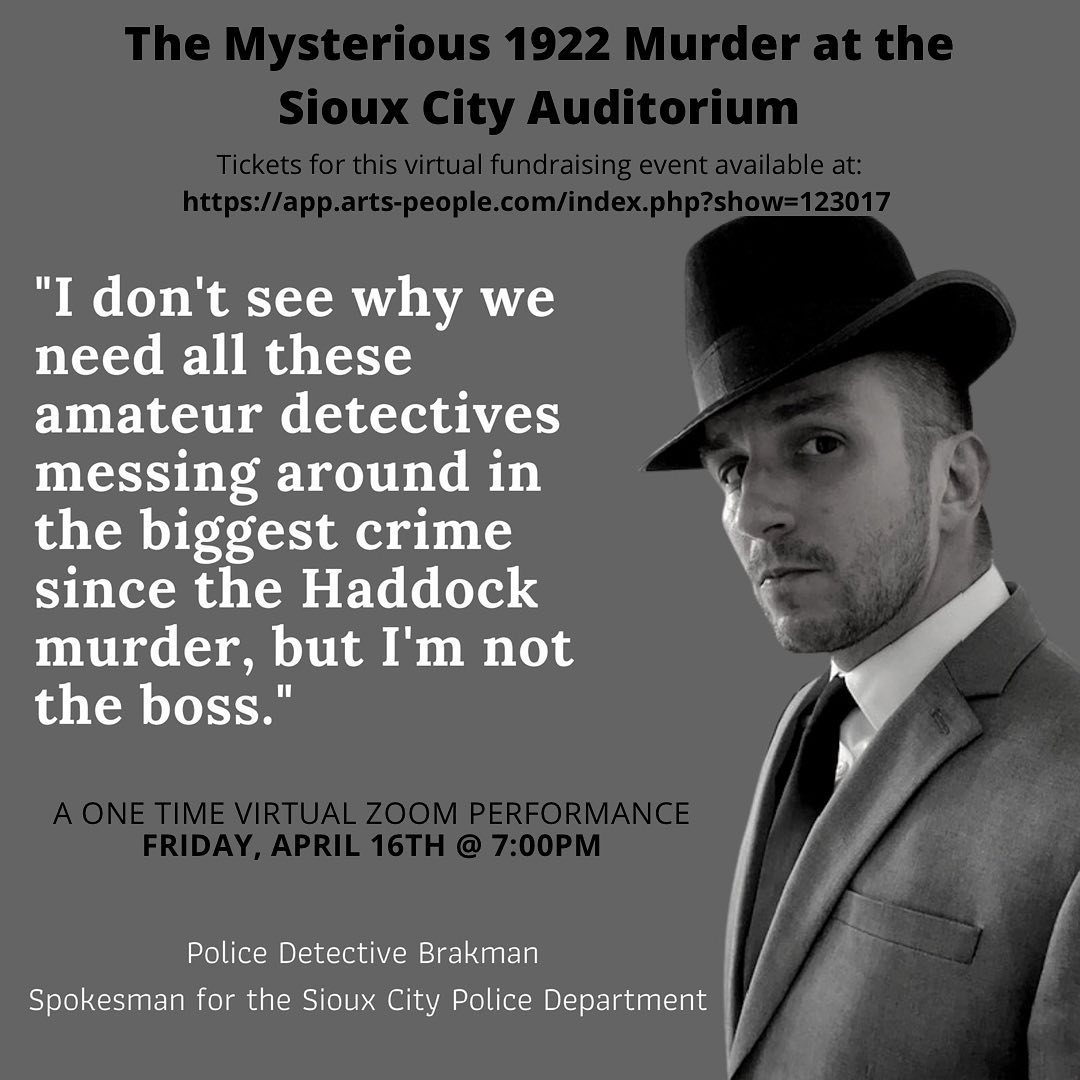 The Mysterious 1922 Murder at the
Sioux City Auditorium
Tickets for this virtual fundraising event available at:
https://app.arts-people.com/index.php?show=123017
"I don't see why we
need all these
amateur detectives
messing around in
the biggest crime
since the Haddock
murder, but I'm not
the boss."
A ONE TIME VIRTUAL ZOOM PERFORMANCE
FRIDAY, APRIL 16TH @ 7:00PM
Police Detective Brakman
Spokesman for the Sioux City Police Department